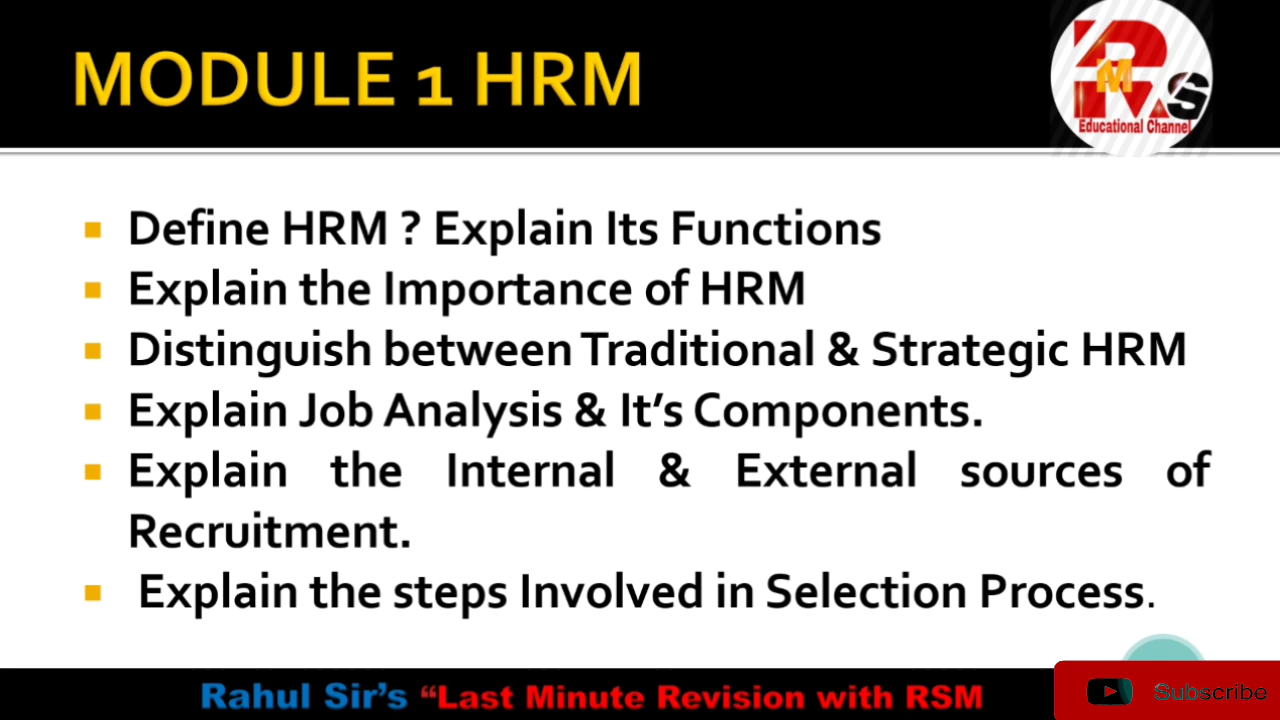 MODULE 1 HRM
RMS
Educational Channel
Define HRM ? Explain Its Functions
Explain the Importance of HRM
Distinguish between Traditional & Strategic HRM
Explain Job Analysis & It’s Components.
Explain the Internal & External sources of
Recruitment.
Explain the steps Involved in Selection Process.
Rahul Sir’s “Last Minute Revision with RSM
Subscribe